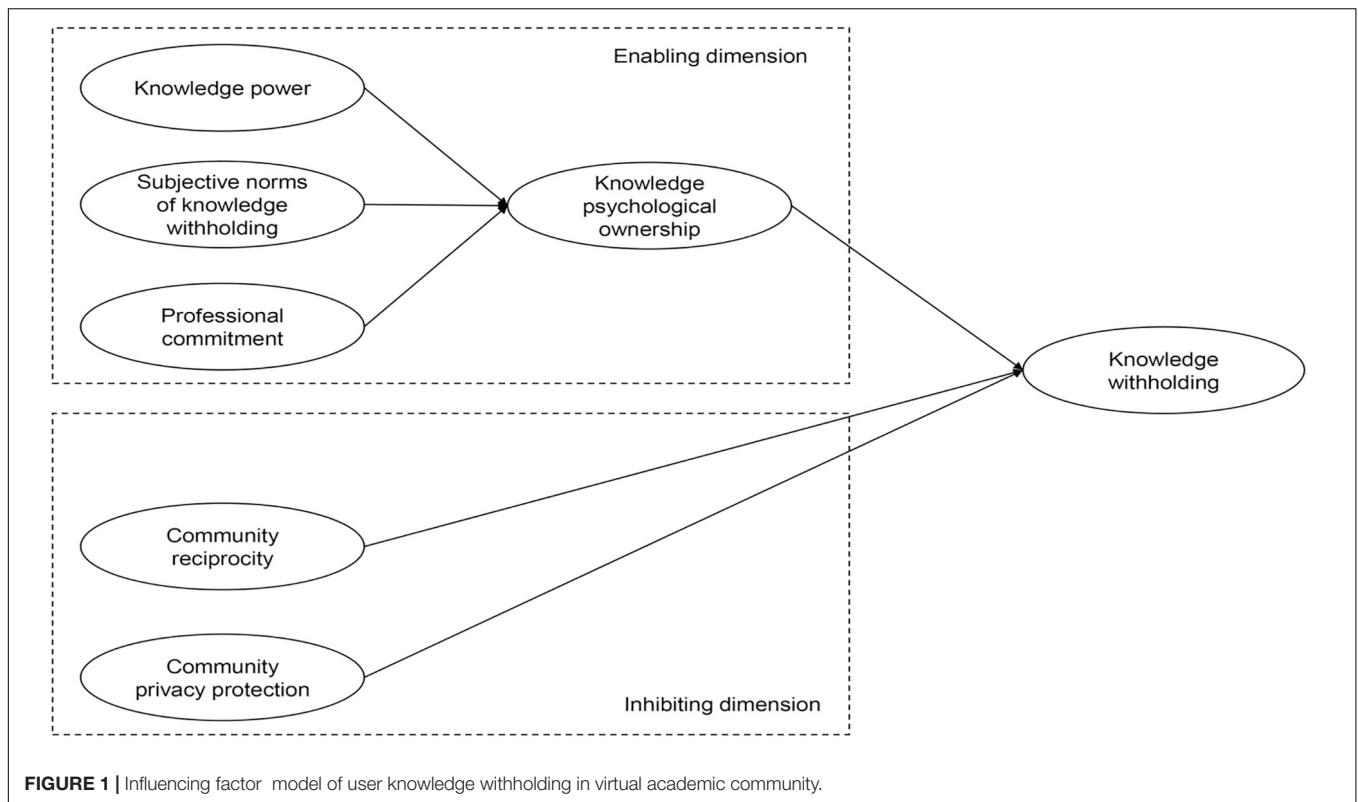 Enabling dimension
Knowledge power
Subjective norms
of knowledge
withholding
Knowledge
psychological
ownership
Professional
commitment
Knowledge
withholding
Community
reciprocity
Community
privacy protection
Inhibiting dimension
FIGURE 1 | Influencing factor model of user knowledge withholding in virtual academic community.